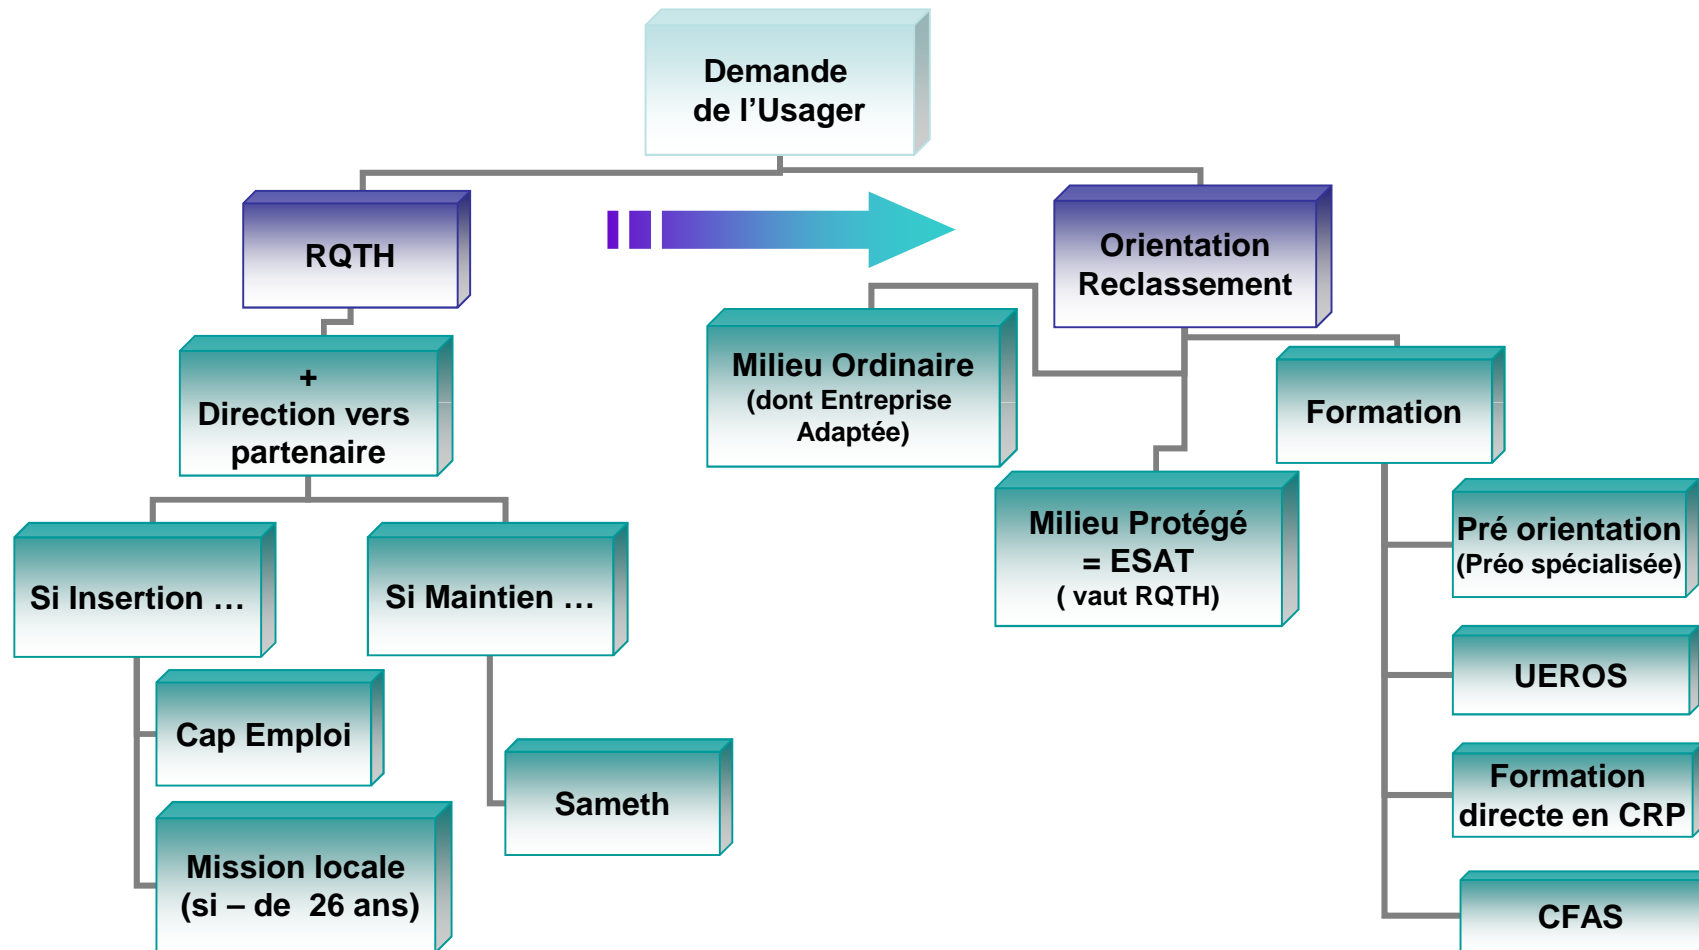 Demande
de l’Usager
RQTH
Orientation
Reclassement
+
Direction vers
partenaire
Milieu Ordinaire
(dont Entreprise
Adaptée)
Formation
Milieu Protégé
= ESAT
( vaut RQTH)
Si Insertion …
Si Maintien …
Pré orientation
(Préo spécialisée)
UEROS
Cap Emploi
Sameth
Formation
directe en CRP
Mission locale
(si – de 26 ans)
CFAS